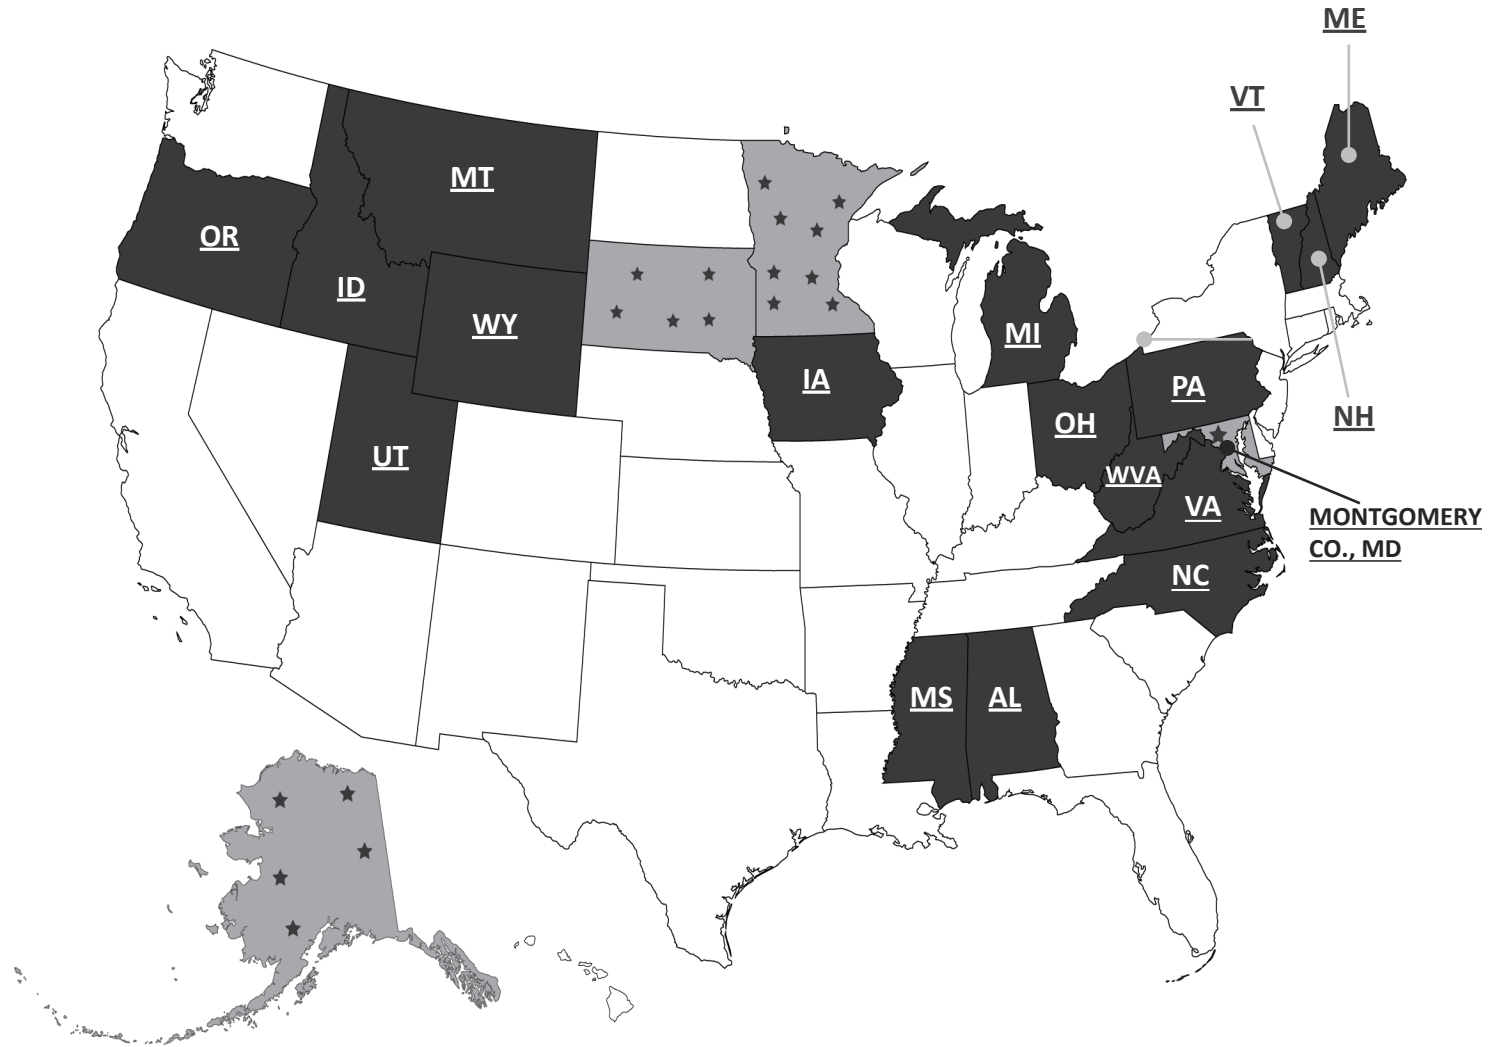 ME
VT
MT
OR
ID
WY
MI
IA
PA
NH
OH
UT
WVA
VA
MONTGOMERY
CO., MD
NC
MS
AL